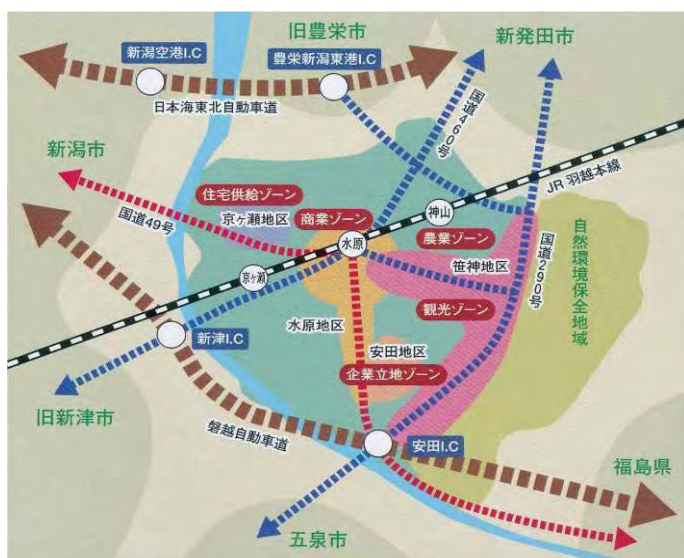 旧豊栄市
新発田市
新潟空港I.C
豊栄新潟東港I.C
日本海東北自動車道
国道460号
新潟市
JR 羽越本線
住宅供給ゾーン
神山
国道49号
京ヶ瀬地区
商業ゾーン
農業ゾーン
水原
国道290号
自然環境保全地域
笹神地区
京ヶ瀬
観光ゾーン
水原地区
新津I.C
安田地区
企業立地ゾーン
旧新津市
磐越自動車道
安田I.C
福島県
五泉市